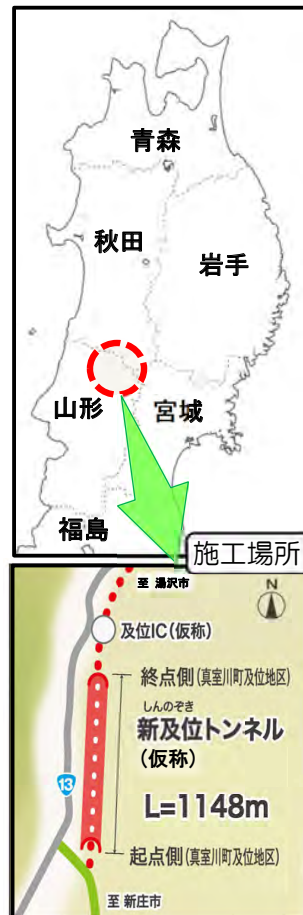 青森
秋田
岩手
山形
宮城
福島
施工場所
至 湯沢市
N
及位IC(仮称)
終点側(真室川町及位地区)
しんのぞき
新及位トンネル
(仮称)
13
L=1148m
起点側(真室川町及位地区)
至 新庄市